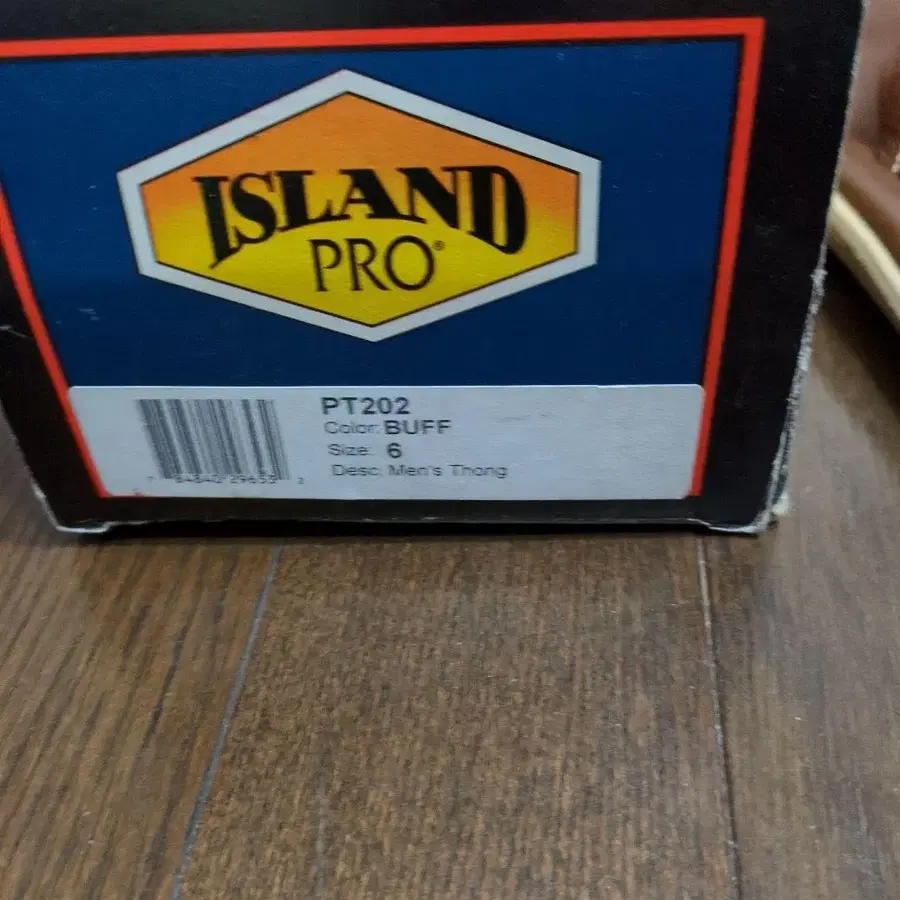 ISLAND
PRO®
PT202
Color: BUFF
Size: 6
Desc: Men's Thong